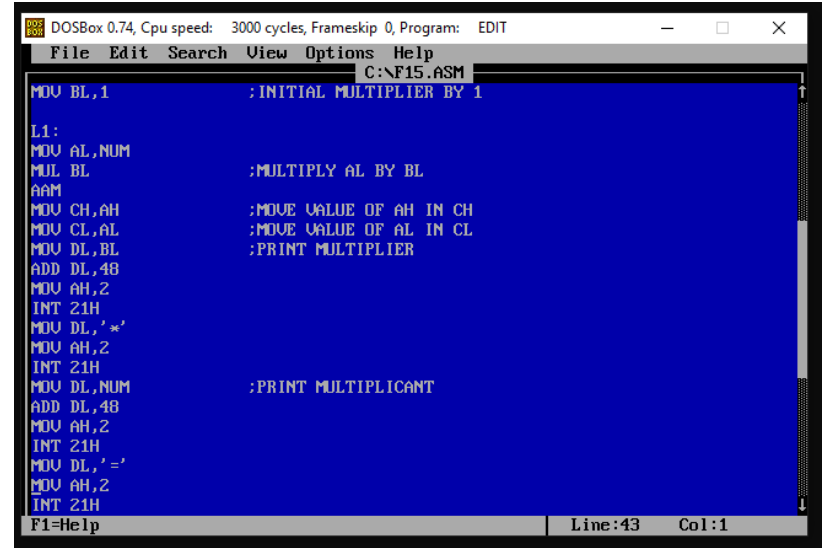 DOSBox 0.74, Cpu speed: 3000 cycles, Frameskip 0, Program: EDIT
File Edit Search View Options Help
C:\F15.ASM
MOV BL,1 ;INITIAL MULTIPLIER BY 1
L1:
MOV AL,NUM
MUL BL ;MULTIPLY AL BY BL
AAM
MOV CH,AH ;MOVE VALUE OF AH IN CH
MOV CL,AL ;MOVE VALUE OF AL IN CL
MOV DL,BL ;PRINT MULTIPLIER
ADD DL,48
MOV AH,2
INT 21H
MOV DL,'*'
MOV AH,2
INT 21H
MOV DL,NUM ;PRINT MULTIPLICANT
ADD DL,48
MOV AH,2
INT 21H
MOV DL,'='
MOV AH,2
INT 21H
F1=Help Line:43 Col:1